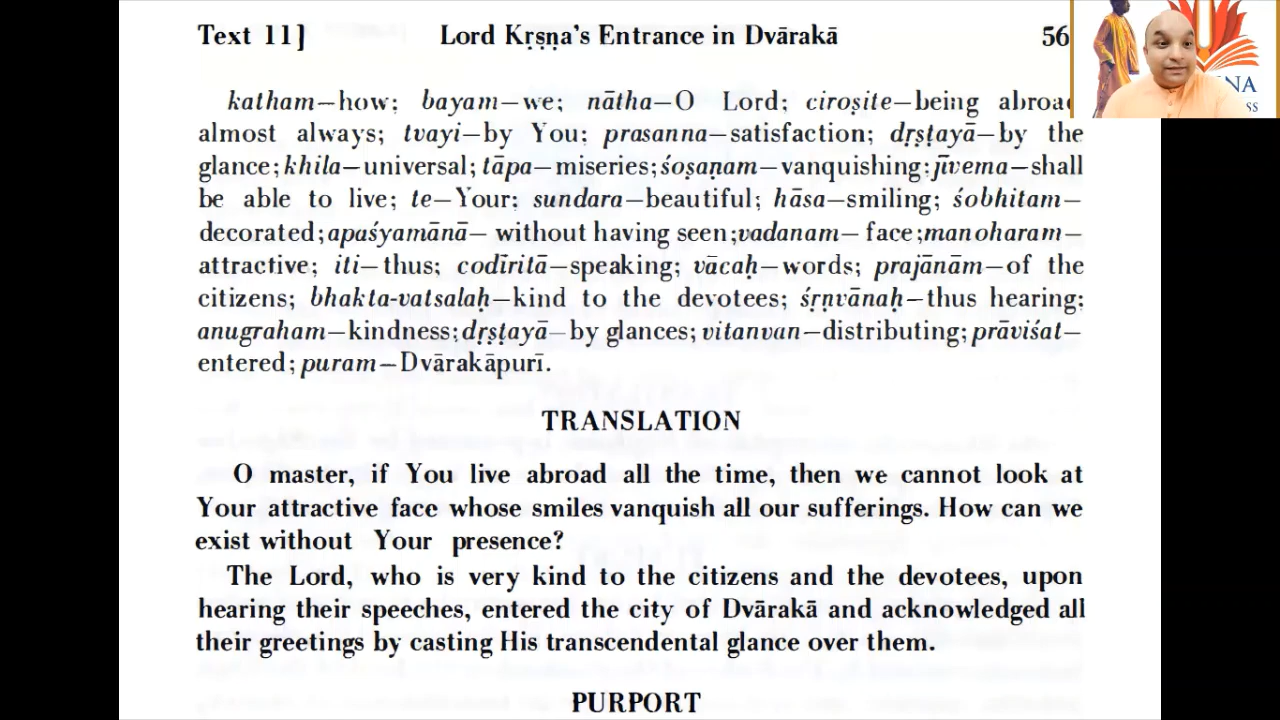 Text 11] Lord Kṛṣṇa's Entrance in Dvārakā 56
katham—how; bayam—we; nātha—O Lord; ciroṣite—being abroad
almost always; tvayi—by You; prasanna—satisfaction; dṛṣṭayā—by the
glance; khila—universal; tāpa—miseries; śoṣaṇam—vanquishing; jīvema—shall
be able to live; te—Your; sundara—beautiful; hāsa—smiling; śobhitam—
decorated; apaśyamānā— without having seen; vadanam— face; manoharam—
attractive; iti—thus; codīritā—speaking; vācaḥ—words; prajānām—of the
citizens; bhakta-vatsalaḥ—kind to the devotees; śṛṇvānaḥ—thus hearing;
anugraham—kindness; dṛṣṭayā—by glances; vitanvan—distributing; prāviśat—
entered; puram—Dvārakāpurī.
TRANSLATION
O master, if You live abroad all the time, then we cannot look at
Your attractive face whose smiles vanquish all our sufferings. How can we
exist without Your presence?
The Lord, who is very kind to the citizens and the devotees, upon
hearing their speeches, entered the city of Dvārakā and acknowledged all
their greetings by casting His transcendental glance over them.
PURPORT